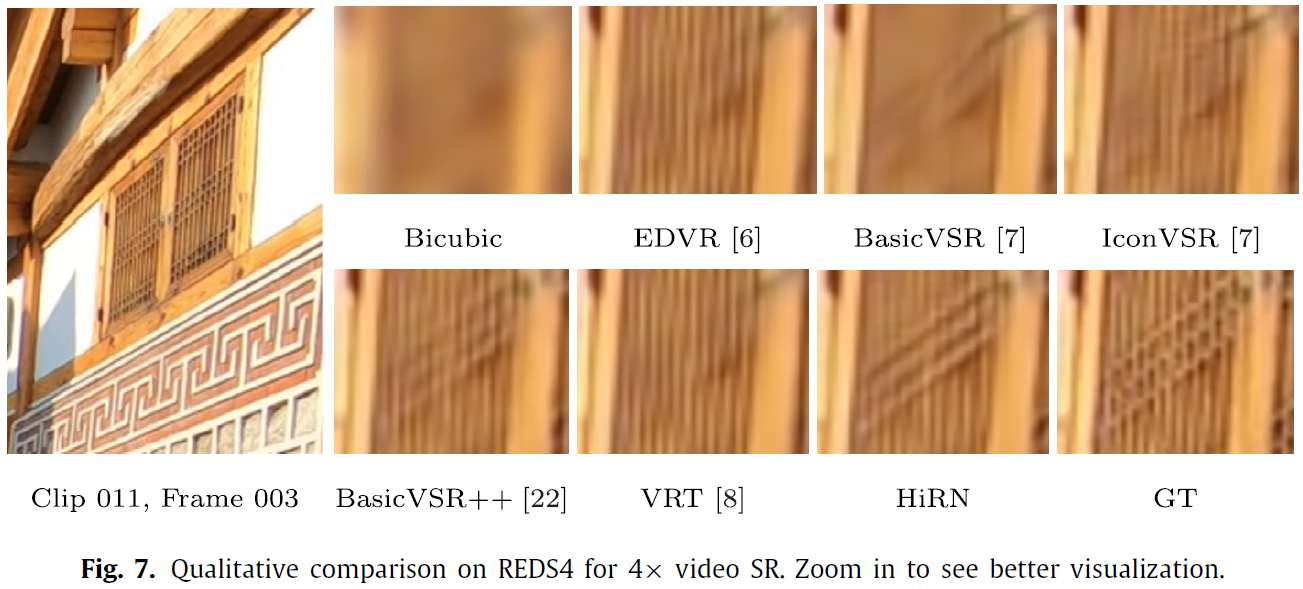 Bicubic EDVR [6] BasicVSR [7] IconVSR [7]
Clip 011, Frame 003 BasicVSR++ [22] VRT [8] HiRN GT
Fig. 7. Qualitative comparison on REDS4 for 4× video SR. Zoom in to see better visualization.